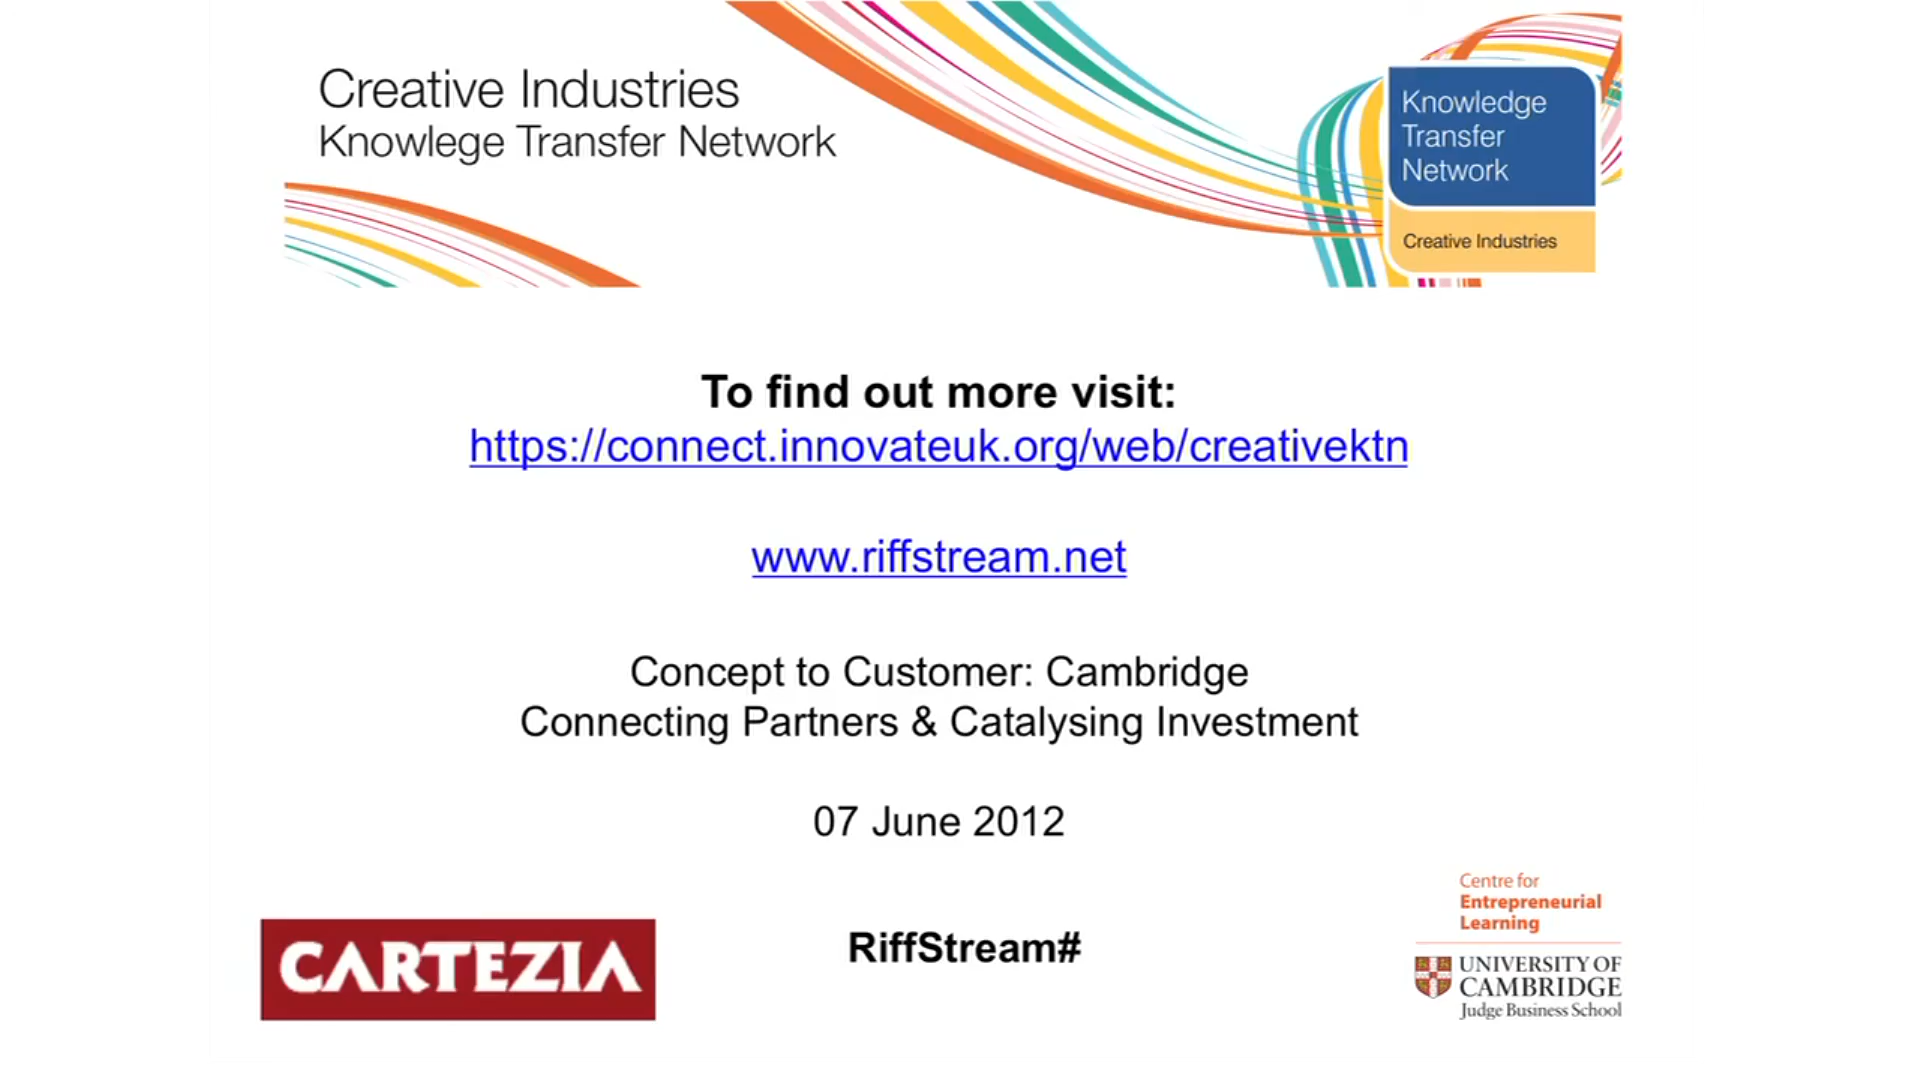 Creative Industries
Knowlege Transfer Network
Knowledge
Transfer
Network
Creative Industries
To find out more visit:
https://connect.innovateuk.org/web/creativektn
www.riffstream.net
Concept to Customer: Cambridge
Connecting Partners & Catalysing Investment
07 June 2012
CARTEZIA
RiffStream#
Centre for
Entrepreneurial
Learning
UNIVERSITY OF
CAMBRIDGE
Judge Business School